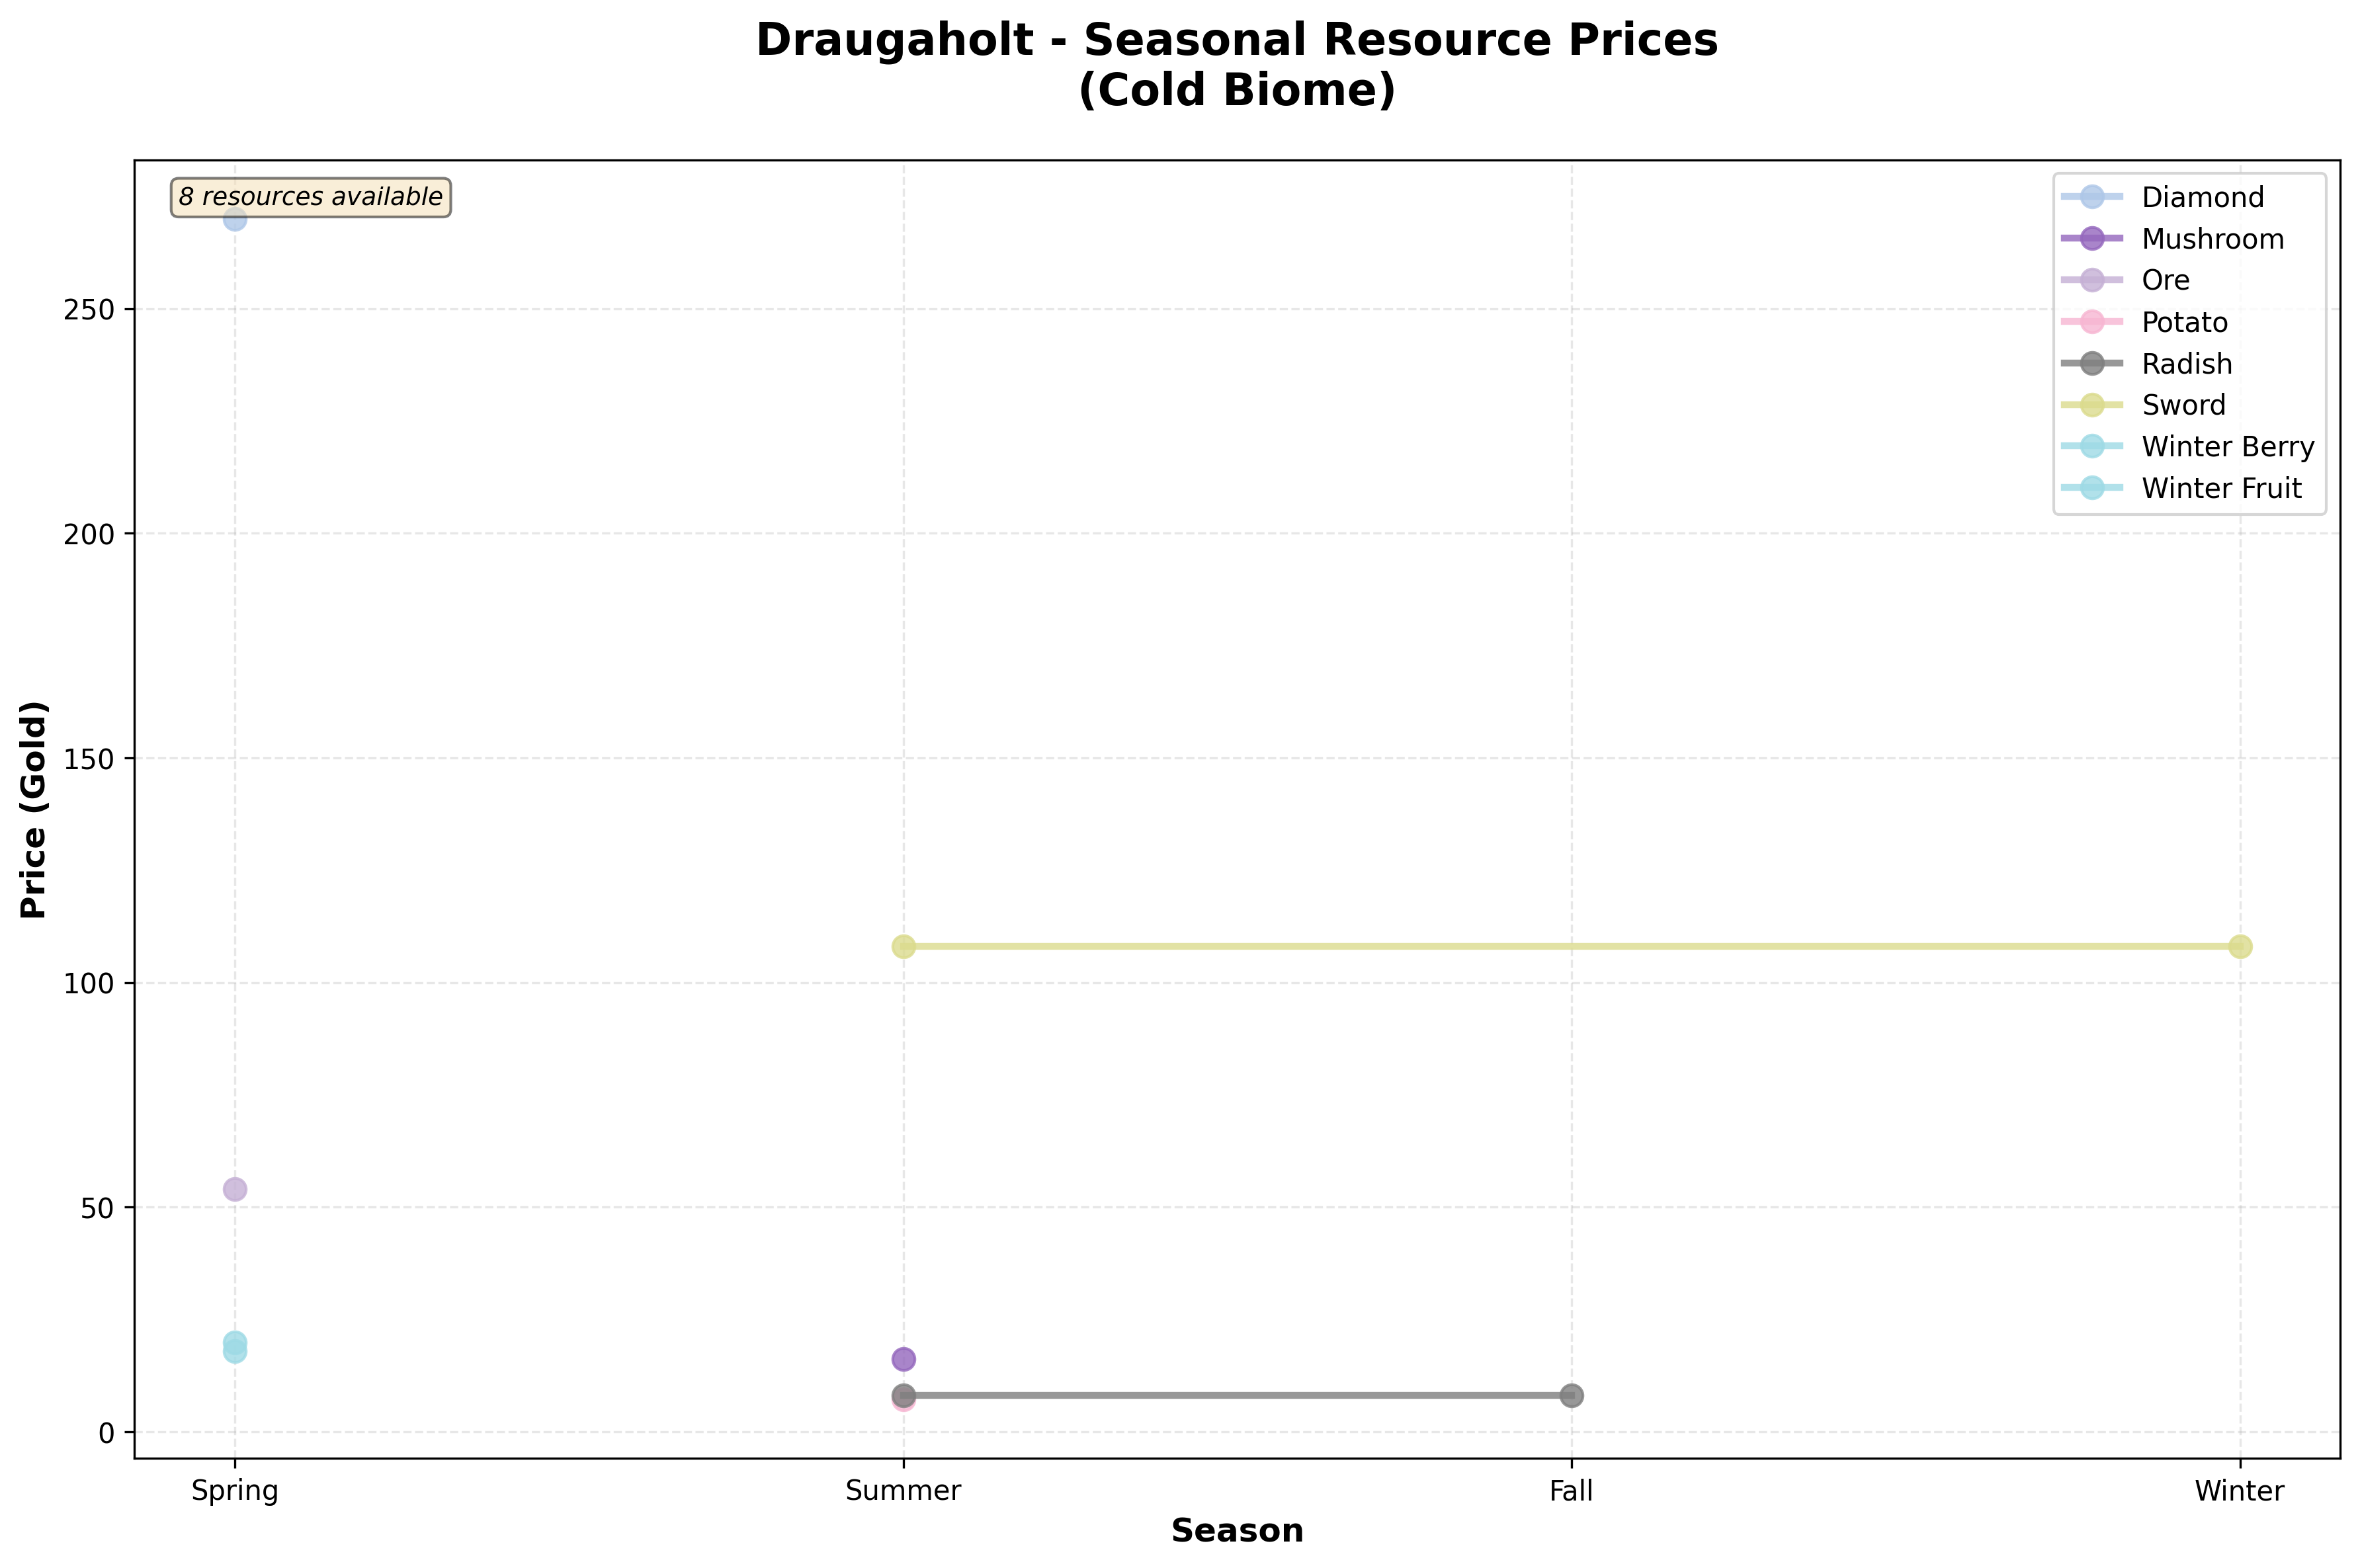 Draugaholt - Seasonal Resource Prices
(Cold Biome)
8 resources available
Diamond
Mushroom
Ore
Potato
Radish
Sword
Winter Berry
Winter Fruit
Price (Gold)
250
200
150
100
50
0
Spring
Summer
Fall
Winter
Season